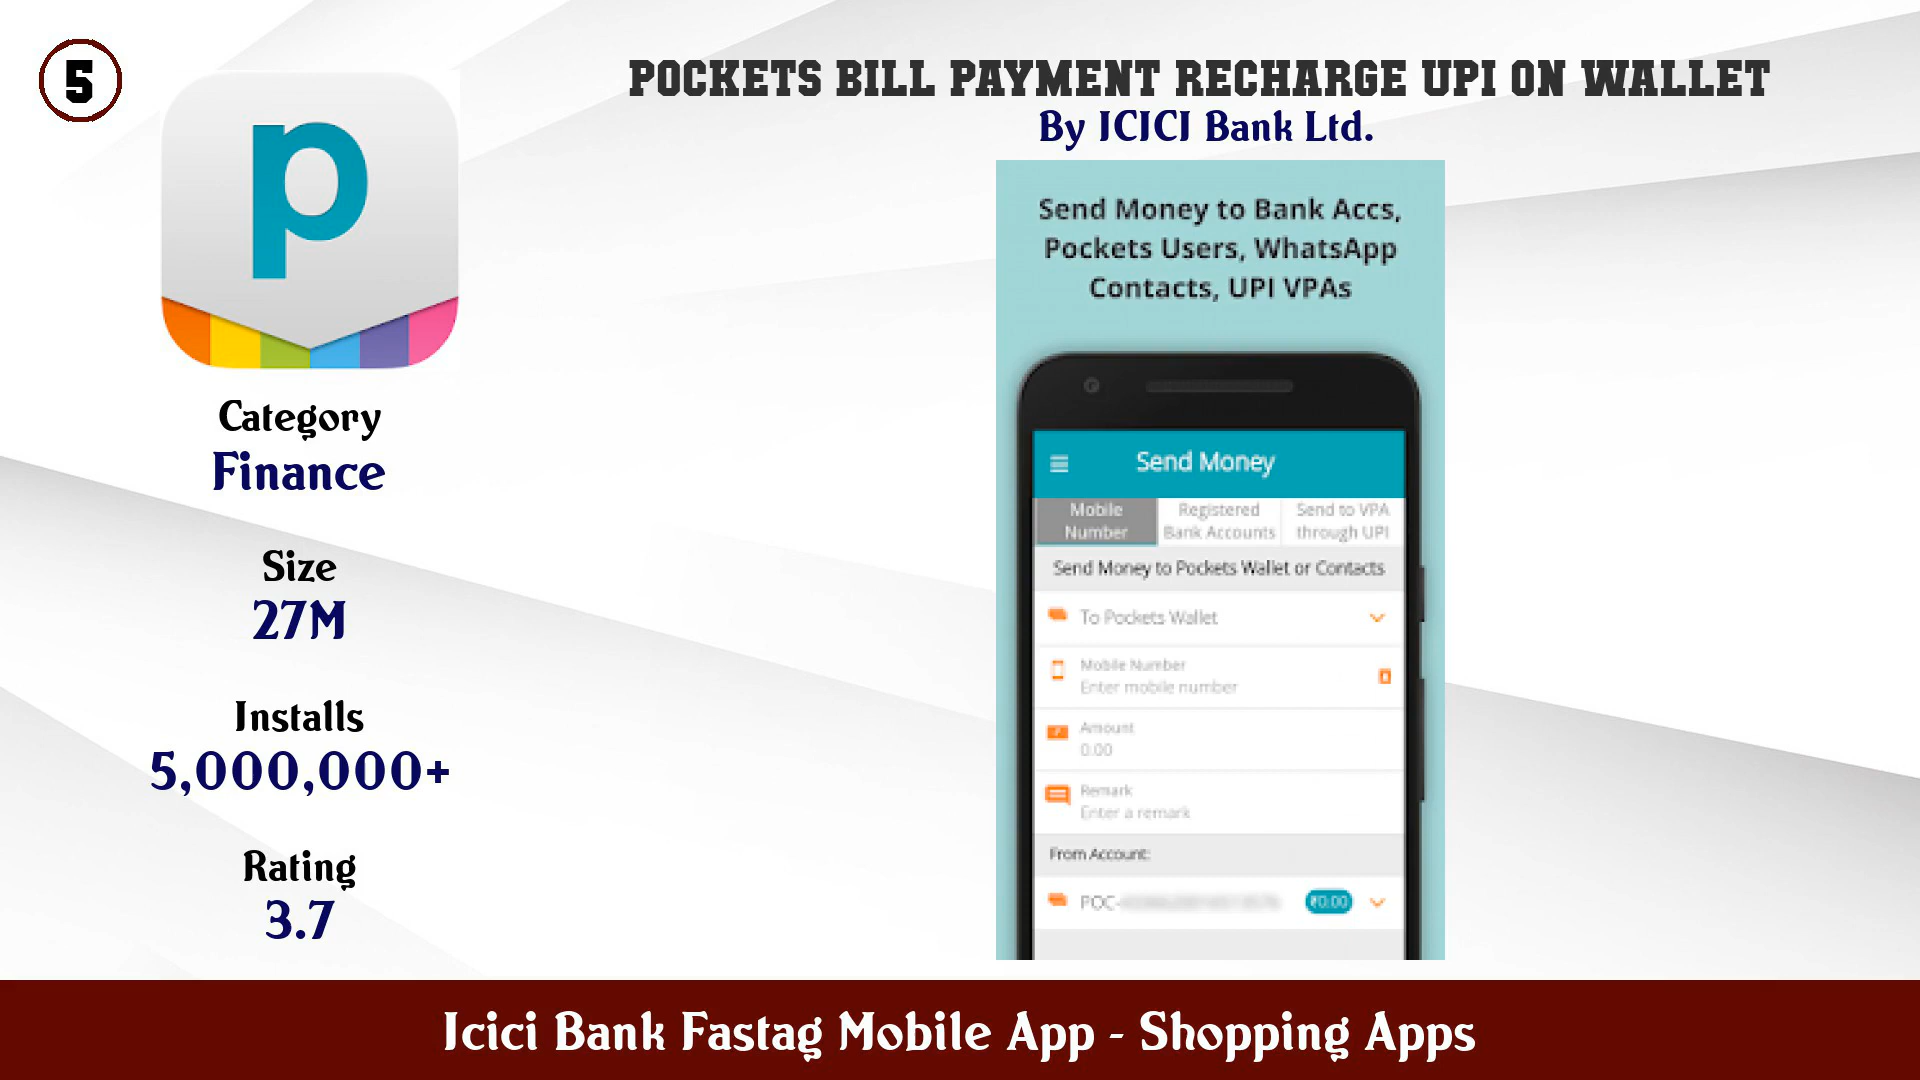 5
POCKETS BILL PAYMENT RECHARGE UPI ON WALLET
By ICICI Bank Ltd.
p
Category
Finance
Size
27M
Installs
5,000,000+
Rating
3.7
Send Money to Bank Accs,
Pockets Users, WhatsApp
Contacts, UPI VPAs
Send Money
Mobile
Number
Registered
Bank Accounts
Send to VPA
through UPI
Send Money to Pockets Wallet or Contacts
To Pockets Wallet
Mobile Number
Enter mobile number
Amount
0.00
Remark
Enter a remark
From Account:
POC-
₹0.00
Icici Bank Fastag Mobile App - Shopping Apps